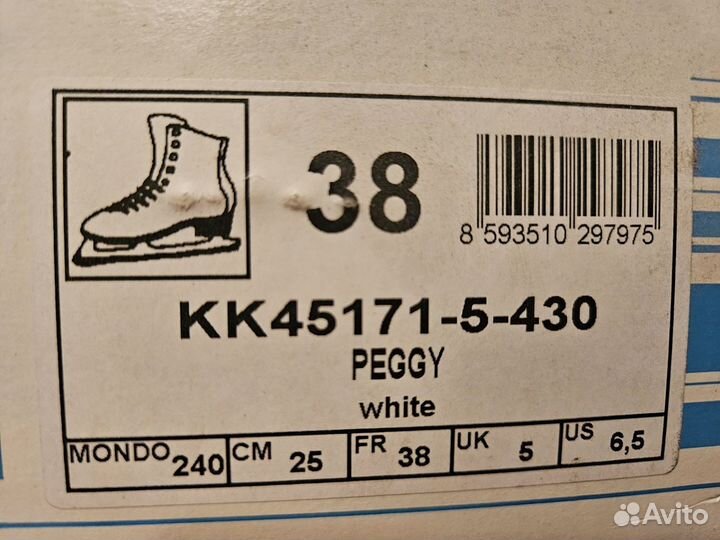 38
8 593510 297975
KK45171-5-430
PEGGY
white
MONDO 240 CM 25 FR 38 UK 5 US 6,5
Avito